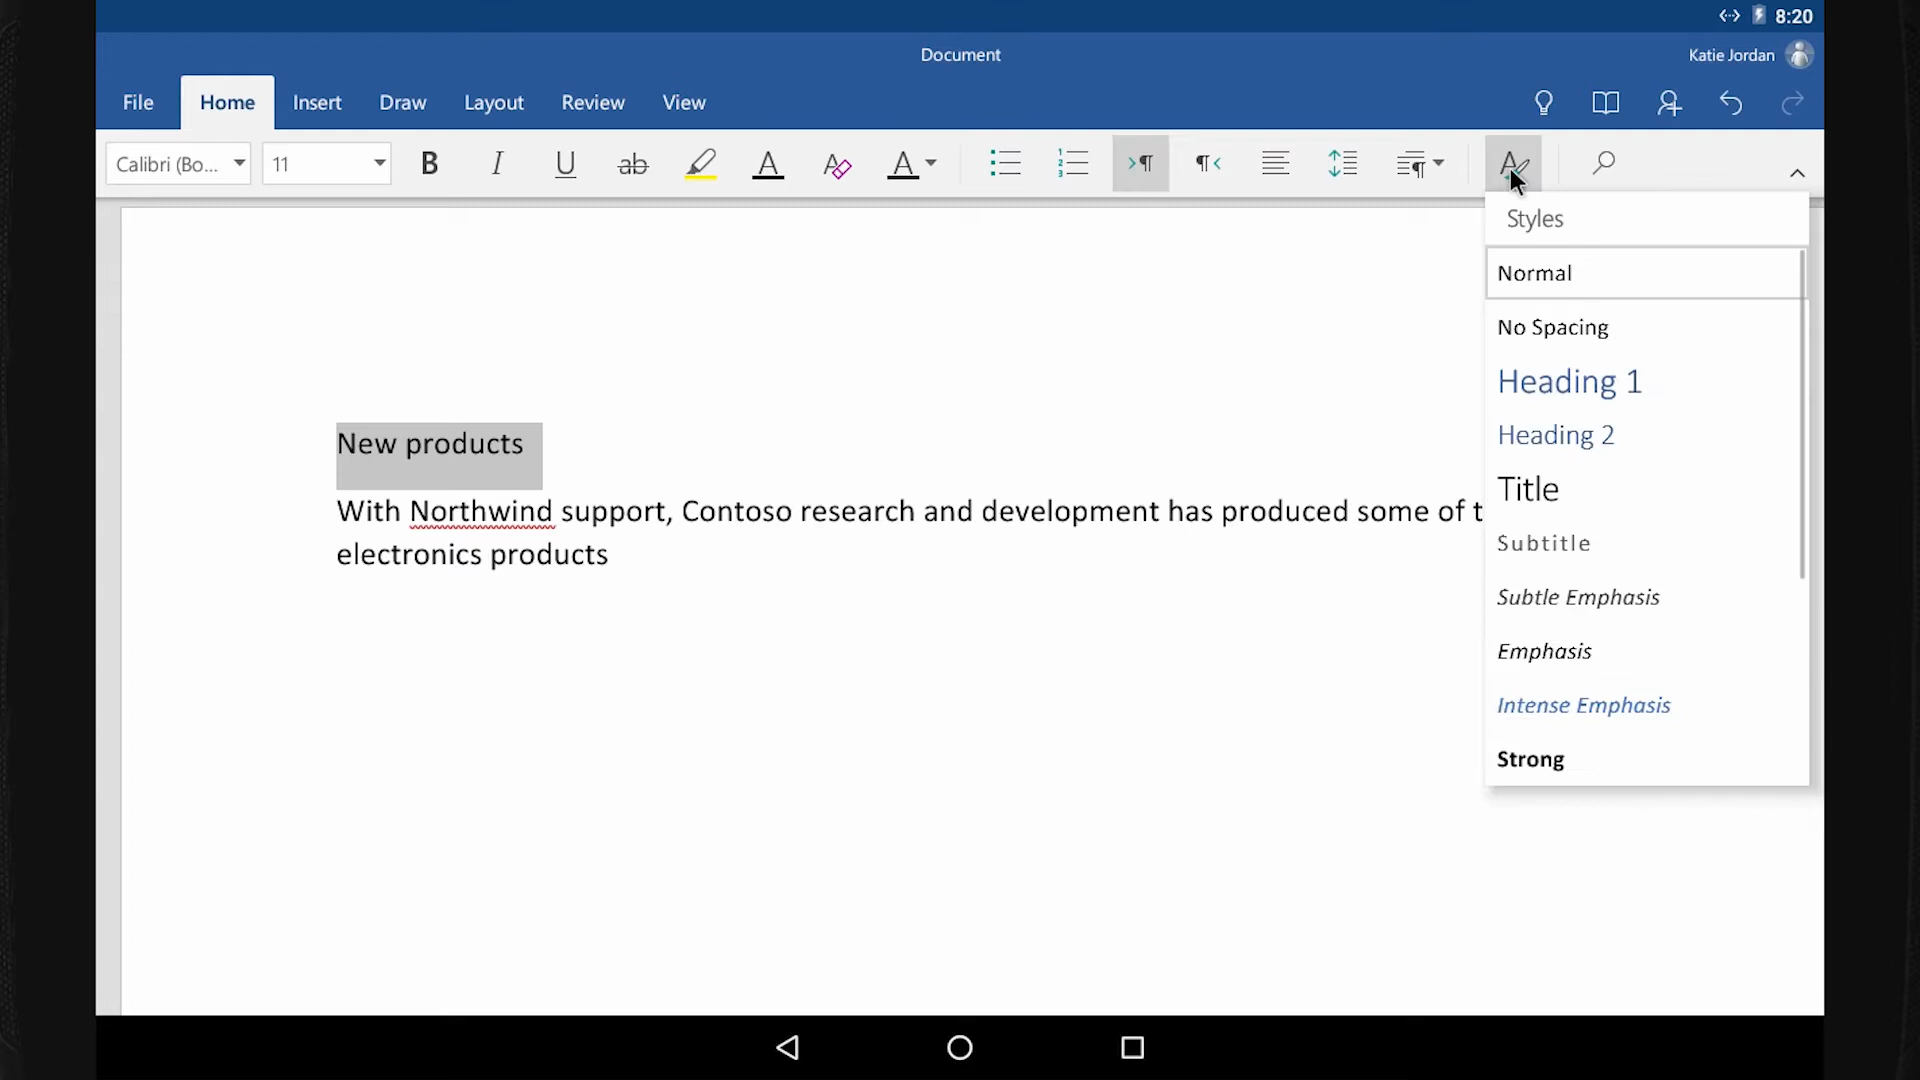 8:20
Document
Katie Jordan
File Home Insert Draw Layout Review View
Calibri (Bo... 11 B I U ab A A A
Styles
Normal
No Spacing
Heading 1
Heading 2
Title
Subtitle
Subtle Emphasis
Emphasis
Intense Emphasis
Strong
New products
With Northwind support, Contoso research and development has produced some of t
electronics products